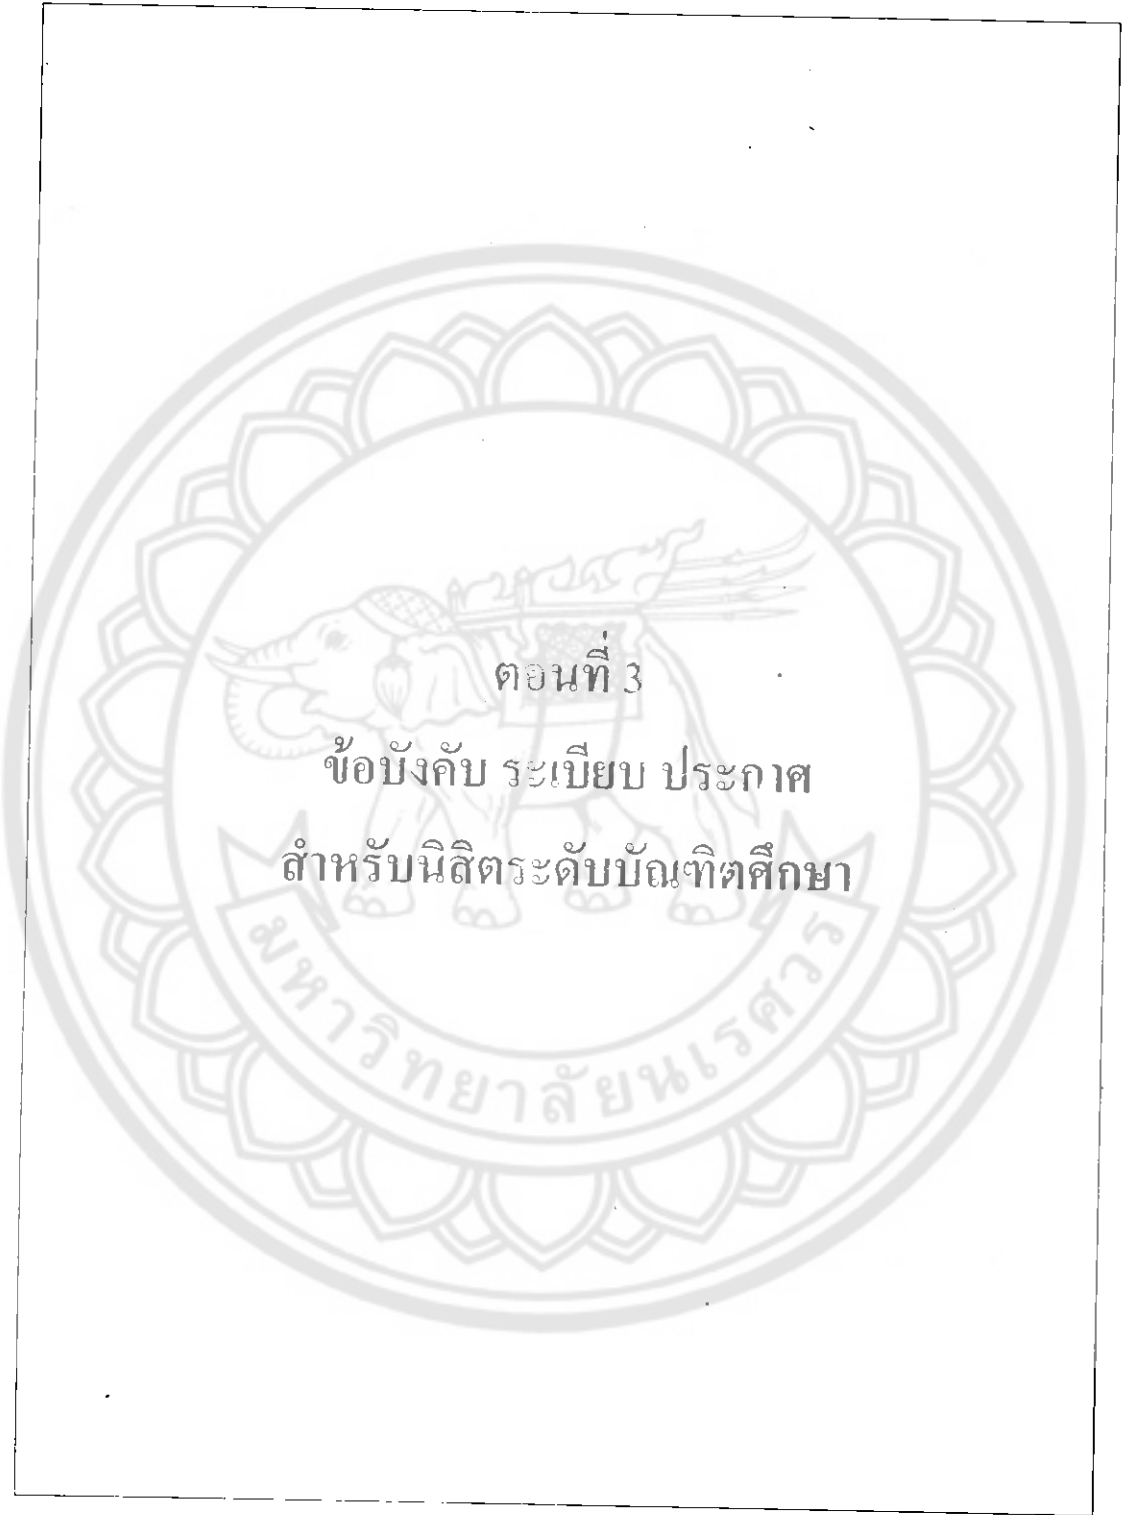 ตอนที่ 3
ข้อบังคับ ระเบียบ ประกาศ
สำหรับนิสิตระดับบัณฑิตศึกษา
มหาวิทยาลัยนเรศวร